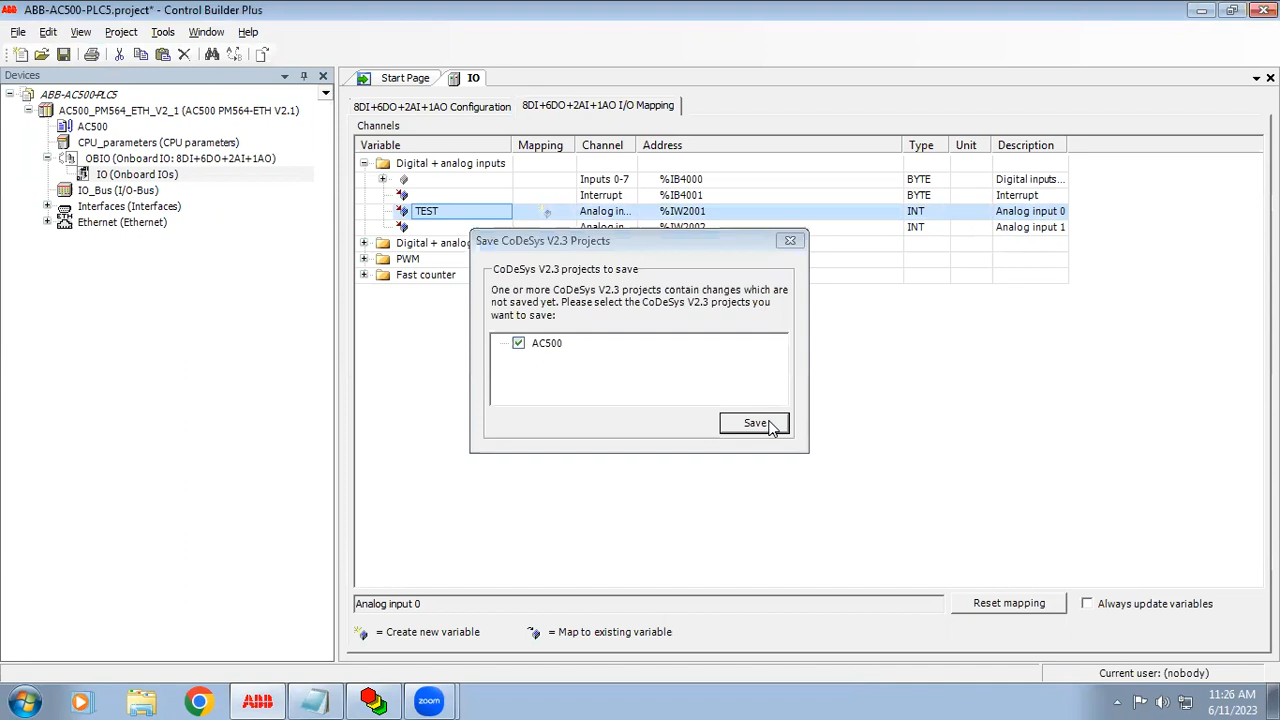 ABB ABB-AC500-PLC5.project* - Control Builder Plus
File Edit View Project Tools Window Help
Devices
ABB-AC500-PLC5
AC500_PM564_ETH_V2_1 (AC500 PM564-ETH V2.1)
AC500
CPU_parameters (CPU parameters)
OBIO (Onboard IO: 8DI+6DO+2AI+1AO)
IO (Onboard IOs)
IO_Bus (I/O-Bus)
Interfaces (Interfaces)
Ethernet (Ethernet)
Start Page IO
8DI+6DO+2AI+1AO Configuration 8DI+6DO+2AI+1AO I/O Mapping
Channels
Variable Mapping Channel Address Type Unit Description
Digital + analog inputs
Inputs 0-7 %IB4000 BYTE Digital inputs...
Interrupt %IB4001 BYTE Interrupt
TEST Analog in... %IW2001 INT Analog input 0
Analog in... %IW2002 INT Analog input 1
Digital + analog
PWM
Fast counter
Save CoDeSys V2.3 Projects
CoDeSys V2.3 projects to save
One or more CoDeSys V2.3 projects contain changes which are
not saved yet. Please select the CoDeSys V2.3 projects you
want to save:
AC500
Save
Analog input 0 Reset mapping Always update variables
= Create new variable = Map to existing variable
Current user: (nobody)
ABB zoom
11:26 AM
6/11/2023